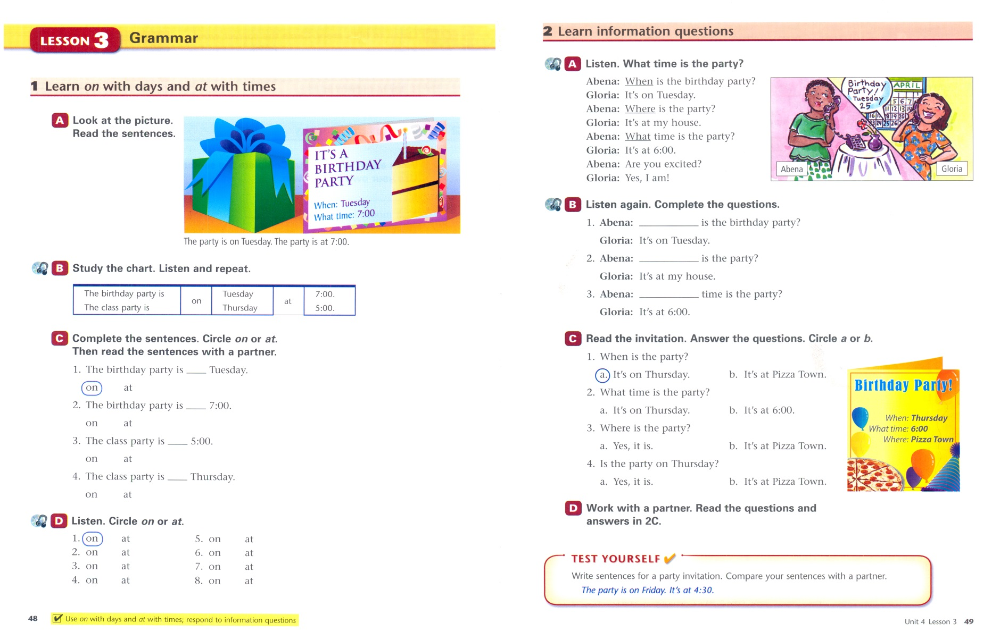 LESSON 3 Grammar
1 Learn on with days and at with times
A Look at the picture.
Read the sentences.
IT'S A
BIRTHDAY
PARTY
When: Tuesday
What time: 7:00
The party is on Tuesday. The party is at 7:00.
B Study the chart. Listen and repeat.
The birthday party is on Tuesday at 7:00.
The class party is Thursday 5:00.
C Complete the sentences. Circle on or at.
Then read the sentences with a partner.
1. The birthday party is ____ Tuesday.
on at
2. The birthday party is ____ 7:00.
on at
3. The class party is ____ 5:00.
on at
4. The class party is ____ Thursday.
on at
D Listen. Circle on or at.
1. on at 5. on at
2. on at 6. on at
3. on at 7. on at
4. on at 8. on at
48 Use on with days and at with times; respond to information questions
2 Learn information questions
A Listen. What time is the party?
Abena: When is the birthday party?
Gloria: It's on Tuesday.
Abena: Where is the party?
Gloria: It's at my house.
Abena: What time is the party?
Gloria: It's at 6:00.
Abena: Are you excited?
Gloria: Yes, I am!
Birthday
Party!
Tuesday
25
APRIL
1
5 6 7
11 12 13 14
16 18 19 20
23 24 25 26
Abena
Gloria
B Listen again. Complete the questions.
1. Abena: ____________ is the birthday party?
Gloria: It's on Tuesday.
2. Abena: ____________ is the party?
Gloria: It's at my house.
3. Abena: ____________ time is the party?
Gloria: It's at 6:00.
C Read the invitation. Answer the questions. Circle a or b.
1. When is the party?
a. It's on Thursday. b. It's at Pizza Town.
2. What time is the party?
a. It's on Thursday. b. It's at 6:00.
3. Where is the party?
a. Yes, it is. b. It's at Pizza Town.
4. Is the party on Thursday?
a. Yes, it is. b. It's at Pizza Town.
Birthday Party!
When: Thursday
What time: 6:00
Where: Pizza Town
D Work with a partner. Read the questions and
answers in 2C.
TEST YOURSELF ✔
Write sentences for a party invitation. Compare your sentences with a partner.
The party is on Friday. It's at 4:30.
Unit 4 Lesson 3 49